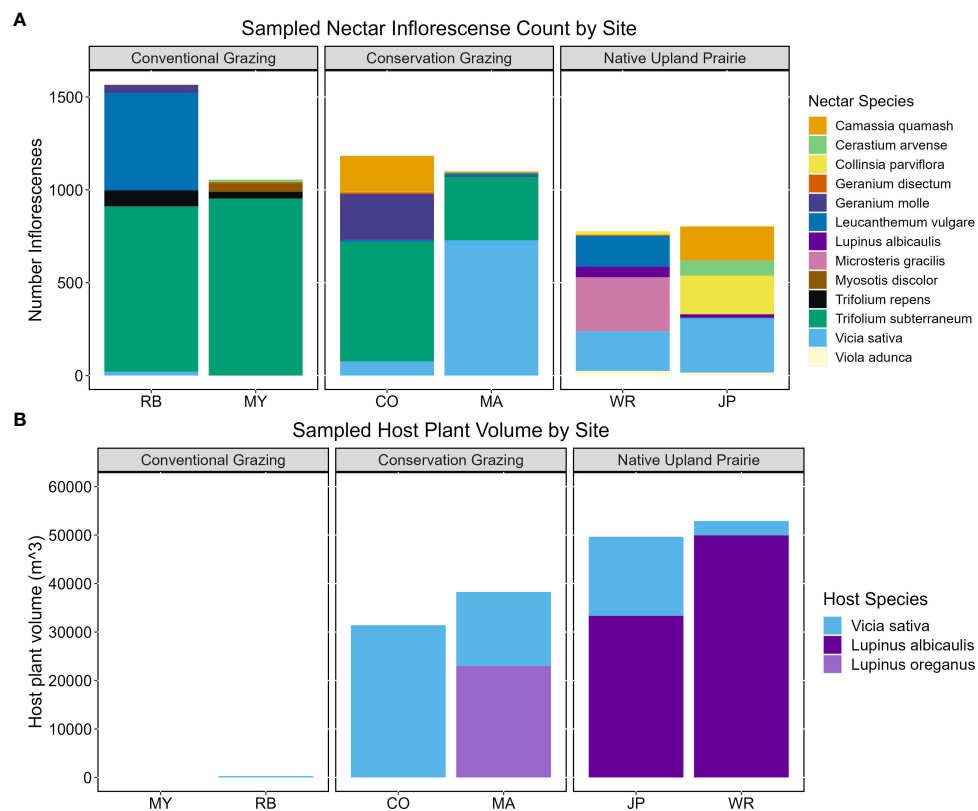 A
Sampled Nectar Inflorescense Count by Site
Conventional Grazing
Conservation Grazing
Native Upland Prairie
Number Inflorescenses
1500
1000
500
0
RB
MY
CO
MA
WR
JP
Nectar Species
Camassia quamash
Cerastium arvense
Collinsia parviflora
Geranium disectum
Geranium molle
Leucanthemum vulgare
Lupinus albicaulis
Microsteris gracilis
Myosotis discolor
Trifolium repens
Trifolium subterraneum
Vicia sativa
Viola adunca
B
Sampled Host Plant Volume by Site
Conventional Grazing
Conservation Grazing
Native Upland Prairie
Host plant volume (m^3)
60000
50000
40000
30000
20000
10000
0
MY
RB
CO
MA
JP
WR
Host Species
Vicia sativa
Lupinus albicaulis
Lupinus oreganus